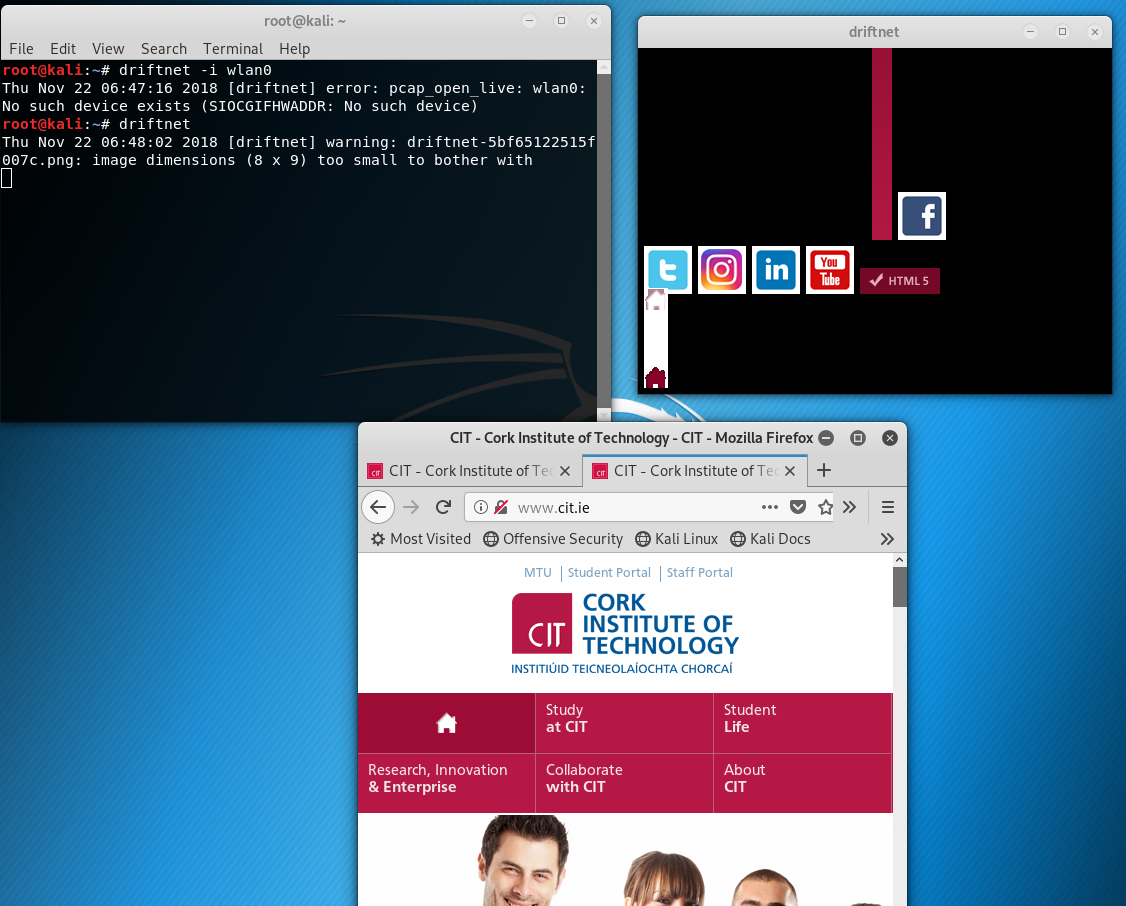 root@kali: ~
File Edit View Search Terminal Help
root@kali:~# driftnet -i wlan0
Thu Nov 22 06:47:16 2018 [driftnet] error: pcap_open_live: wlan0:
No such device exists (SIOCGIFHWADDR: No such device)
root@kali:~# driftnet
Thu Nov 22 06:48:02 2018 [driftnet] warning: driftnet-5bf65122515f
007c.png: image dimensions (8 x 9) too small to bother with
driftnet
f
t
in
You
Tube
HTML 5
CIT - Cork Institute of Technology - CIT - Mozilla Firefox
CIT CIT - Cork Institute of Tec CIT CIT - Cork Institute of Tec
www.cit.ie
Most Visited Offensive Security Kali Linux Kali Docs
MTU Student Portal Staff Portal
CIT
CORK
INSTITUTE OF
TECHNOLOGY
INSTITIÚID TEICNEOLAÍOCHTA CHORCAÍ
Study
at CIT
Student
Life
Research, Innovation
& Enterprise
Collaborate
with CIT
About
CIT